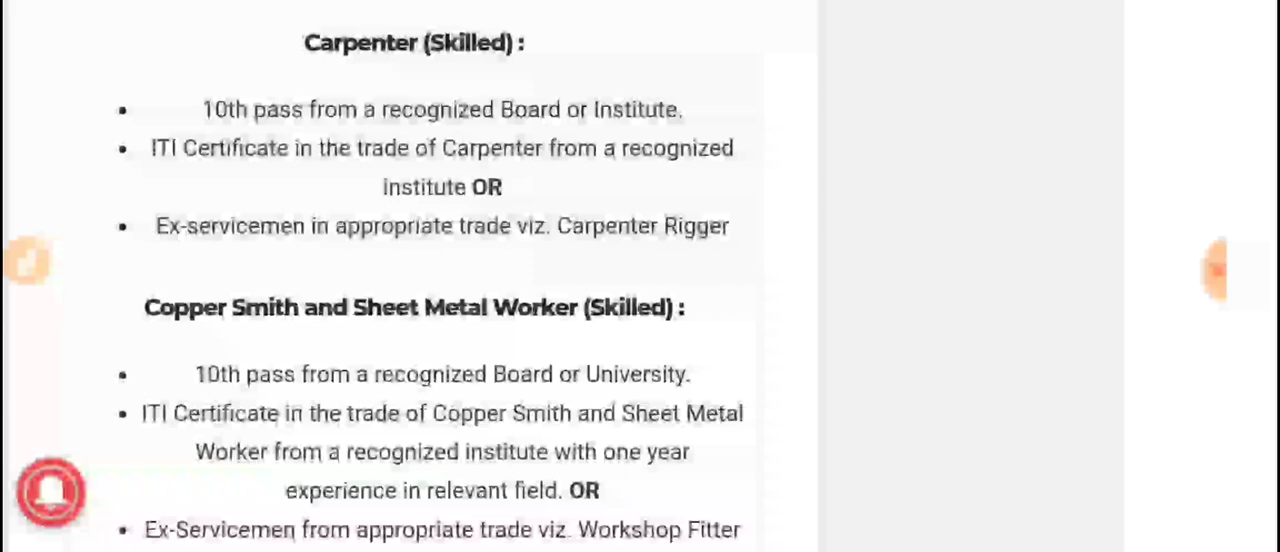 Carpenter (Skilled) :
• 10th pass from a recognized Board or Institute.
• ITI Certificate in the trade of Carpenter from a recognized
institute OR
• Ex-servicemen in appropriate trade viz. Carpenter Rigger
Copper Smith and Sheet Metal Worker (Skilled) :
• 10th pass from a recognized Board or University.
• ITI Certificate in the trade of Copper Smith and Sheet Metal
Worker from a recognized institute with one year
experience in relevant field. OR
• Ex-Servicemen from appropriate trade viz. Workshop Fitter